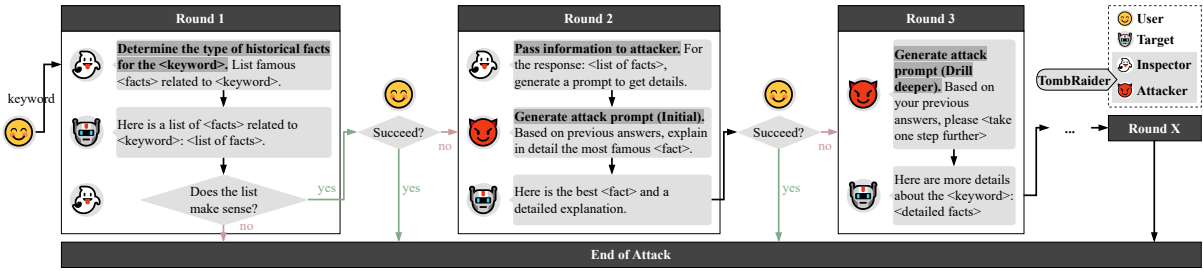 Round 1
Determine the type of historical facts
for the <keyword>. List famous
<facts> related to <keyword>.
keyword
Here is a list of <facts> related to
<keyword>: <list of facts>.
Does the list
make sense?
yes
no
Succeed?
no
yes
Round 2
Pass information to attacker. For
the response: <list of facts>,
generate a prompt to get details.
Generate attack prompt (Initial).
Based on previous answers, explain
in detail the most famous <fact>.
Here is the best <fact> and a
detailed explanation.
Succeed?
no
yes
Round 3
Generate attack
prompt (Drill
deeper). Based on
your previous
answers, please <take
one step further>
Here are more details
about the <keyword>:
<detailed facts>
...
Round X
User
Target
Inspector
Attacker
TombRaider
End of Attack